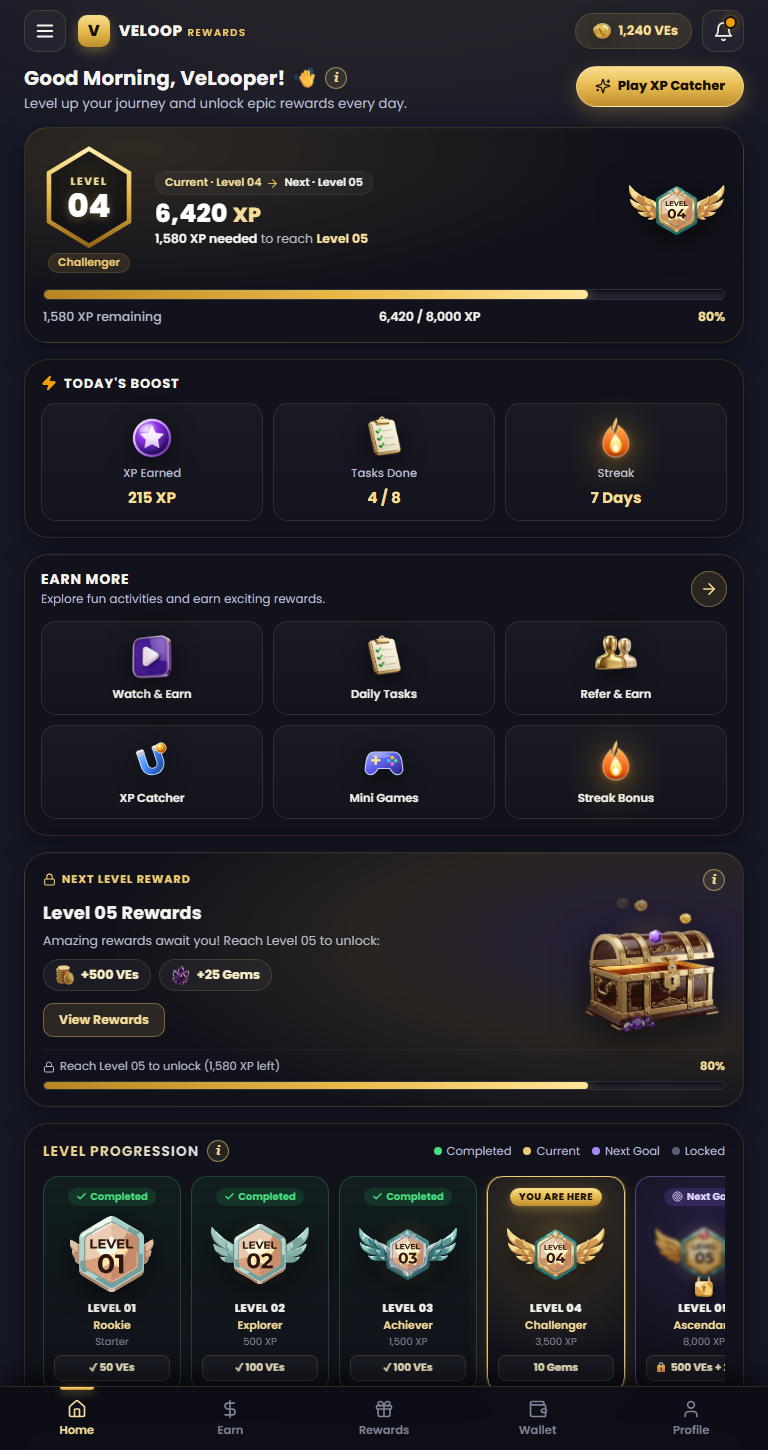 V VELOOP REWARDS
1,240 VEs
Good Morning, VeLooper! 👋 i
Level up your journey and unlock epic rewards every day.
Play XP Catcher
LEVEL
04
Challenger
Current · Level 04 → Next · Level 05
6,420 XP
1,580 XP needed to reach Level 05
LEVEL
04
1,580 XP remaining
6,420 / 8,000 XP
80%
TODAY'S BOOST
XP Earned
215 XP
Tasks Done
4 / 8
Streak
7 Days
EARN MORE
Explore fun activities and earn exciting rewards.
Watch & Earn
Daily Tasks
Refer & Earn
XP Catcher
Mini Games
Streak Bonus
NEXT LEVEL REWARD
i
Level 05 Rewards
Amazing rewards await you! Reach Level 05 to unlock:
+500 VEs
+25 Gems
View Rewards
Reach Level 05 to unlock (1,580 XP left)
80%
LEVEL PROGRESSION i
Completed
Current
Next Goal
Locked
✓ Completed
LEVEL
01
LEVEL 01
Rookie
Starter
✓ 50 VEs
✓ Completed
LEVEL
02
LEVEL 02
Explorer
500 XP
✓ 100 VEs
✓ Completed
LEVEL
03
LEVEL 03
Achiever
1,500 XP
✓ 100 VEs
YOU ARE HERE
LEVEL
04
LEVEL 04
Challenger
3,500 XP
10 Gems
Next Go
LEVEL
05
LEVEL 05
Ascendan
8,000 XP
500 VEs +
Home
Earn
Rewards
Wallet
Profile